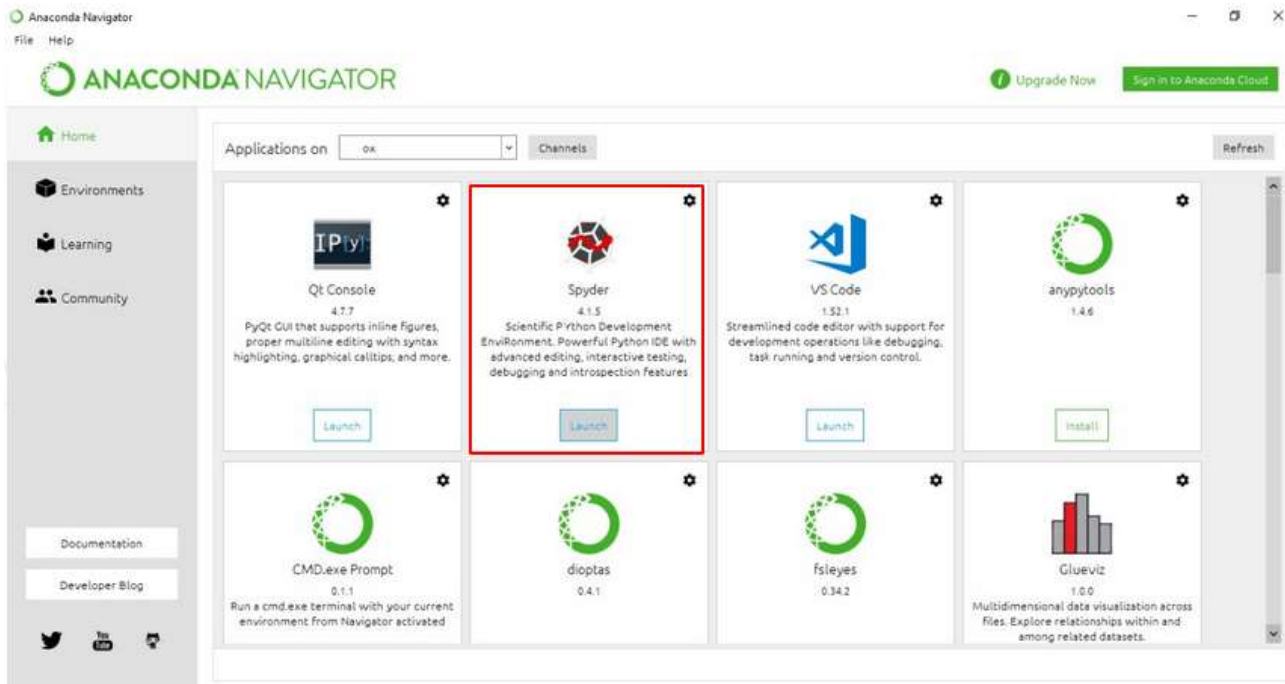 Anaconda Navigator
File Help
ANACONDA NAVIGATOR
Upgrade Now
Sign in to Anaconda Cloud
Home
Environments
Learning
Community
Documentation
Developer Blog
You
Tube
Applications on ox Channels Refresh
IP[y]:
Qt Console
4.7.7
PyQt GUI that supports inline figures,
proper multiline editing with syntax
highlighting, graphical calltips, and more.
Launch
Spyder
4.1.5
Scientific PYthon Development
EnviRonment. Powerful Python IDE with
advanced editing, interactive testing,
debugging and introspection features
Launch
VS Code
1.52.1
Streamlined code editor with support for
development operations like debugging,
task running and version control.
Launch
anypytools
1.4.6
Install
CMD.exe Prompt
0.1.1
Run a cmd.exe terminal with your current
environment from Navigator activated
dioptas
0.4.1
fsleyes
0.34.2
Glueviz
1.0.0
Multidimensional data visualization across
files. Explore relationships within and
among related datasets.